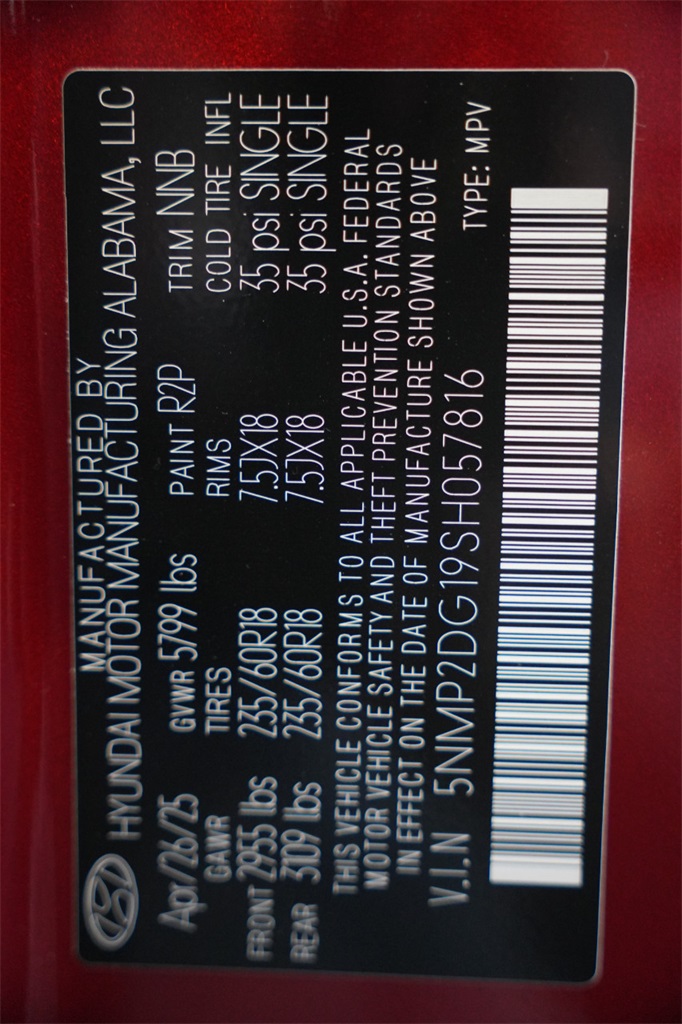 MANUFACTURED BY
HYUNDAI MOTOR MANUFACTURING ALABAMA, LLC
Apr/26/25 GVWR 5799 lbs PAINT R2P TRIM NNB
GAWR TIRES RIMS COLD TIRE INFL
FRONT 2955 lbs 235/60R18 7.5JX18 35 psi SINGLE
REAR 3109 lbs 235/60R18 7.5JX18 35 psi SINGLE
THIS VEHICLE CONFORMS TO ALL APPLICABLE U.S.A. FEDERAL
MOTOR VEHICLE SAFETY AND THEFT PREVENTION STANDARDS
IN EFFECT ON THE DATE OF MANUFACTURE SHOWN ABOVE
V.I.N 5NMP2DG19SH057816 TYPE: MPV